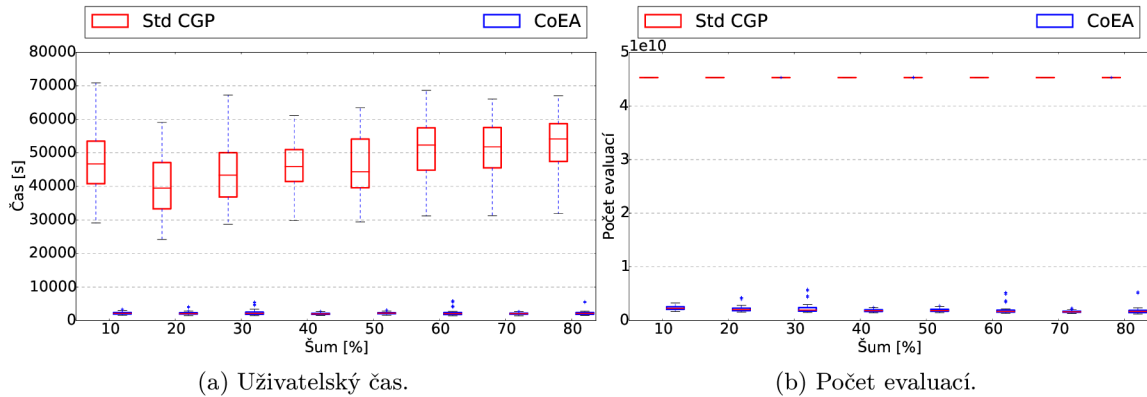 Std CGP CoEA
80000
70000
60000
50000
40000
30000
20000
10000
0
Čas [s]
10 20 30 40 50 60 70 80
Šum [%]
(a) Uživatelský čas.
Std CGP CoEA
1e10
5
4
3
2
1
0
Počet evaluací
10 20 30 40 50 60 70 80
Šum [%]
(b) Počet evaluací.